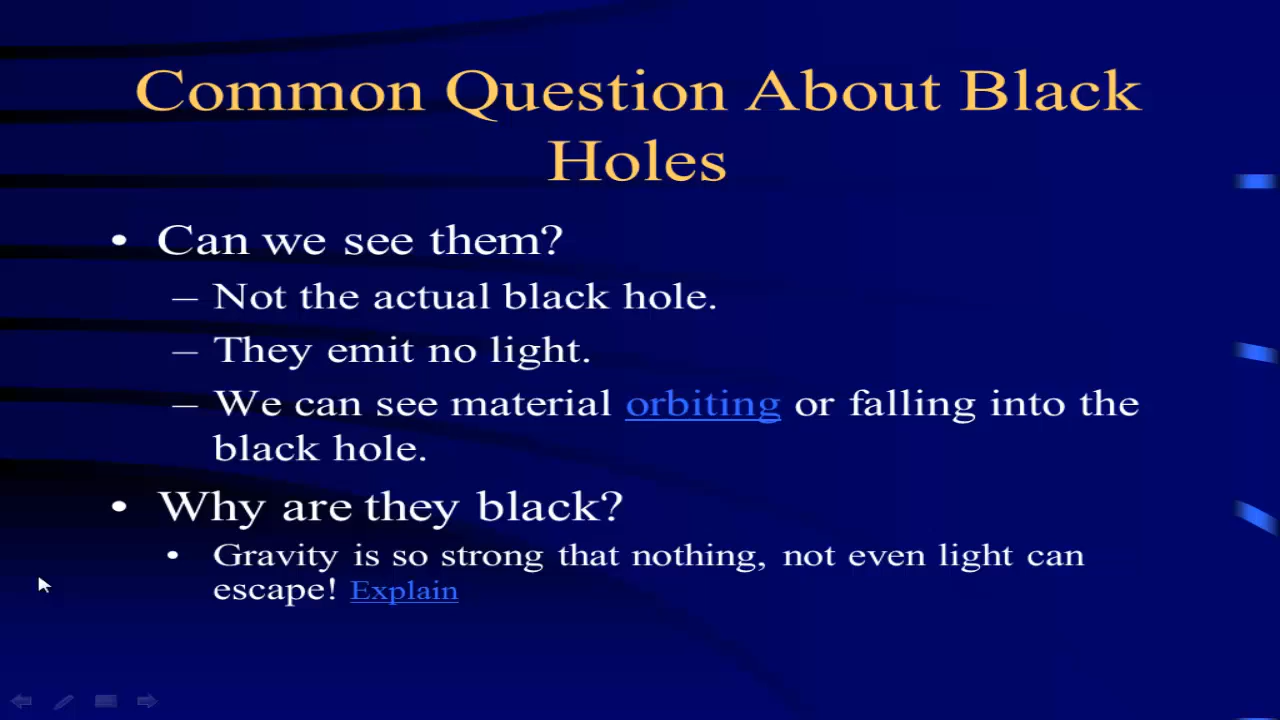 Common Question About Black
Holes
• Can we see them?
– Not the actual black hole.
– They emit no light.
– We can see material orbiting or falling into the
black hole.
• Why are they black?
• Gravity is so strong that nothing, not even light can
escape! Explain